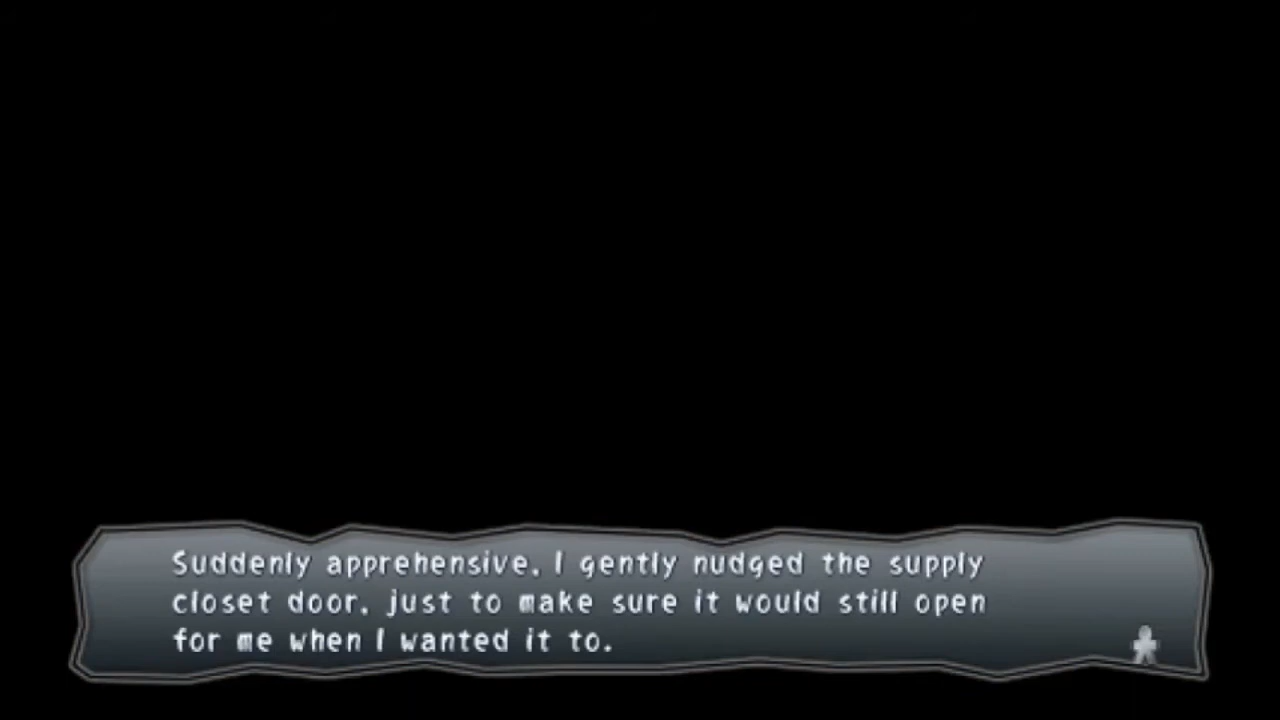 Suddenly apprehensive, I gently nudged the supply
closet door, just to make sure it would still open
for me when I wanted it to.